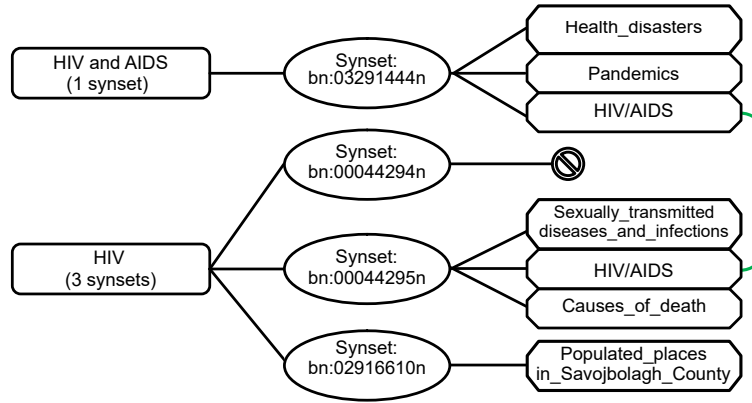 HIV and AIDS
(1 synset)
Synset:
bn:03291444n
Health_disasters
Pandemics
HIV/AIDS
HIV
(3 synsets)
Synset:
bn:00044294n
Synset:
bn:00044295n
Sexually_transmitted
diseases_and_infections
HIV/AIDS
Causes_of_death
Synset:
bn:02916610n
Populated_places
in_Savojbolagh_County